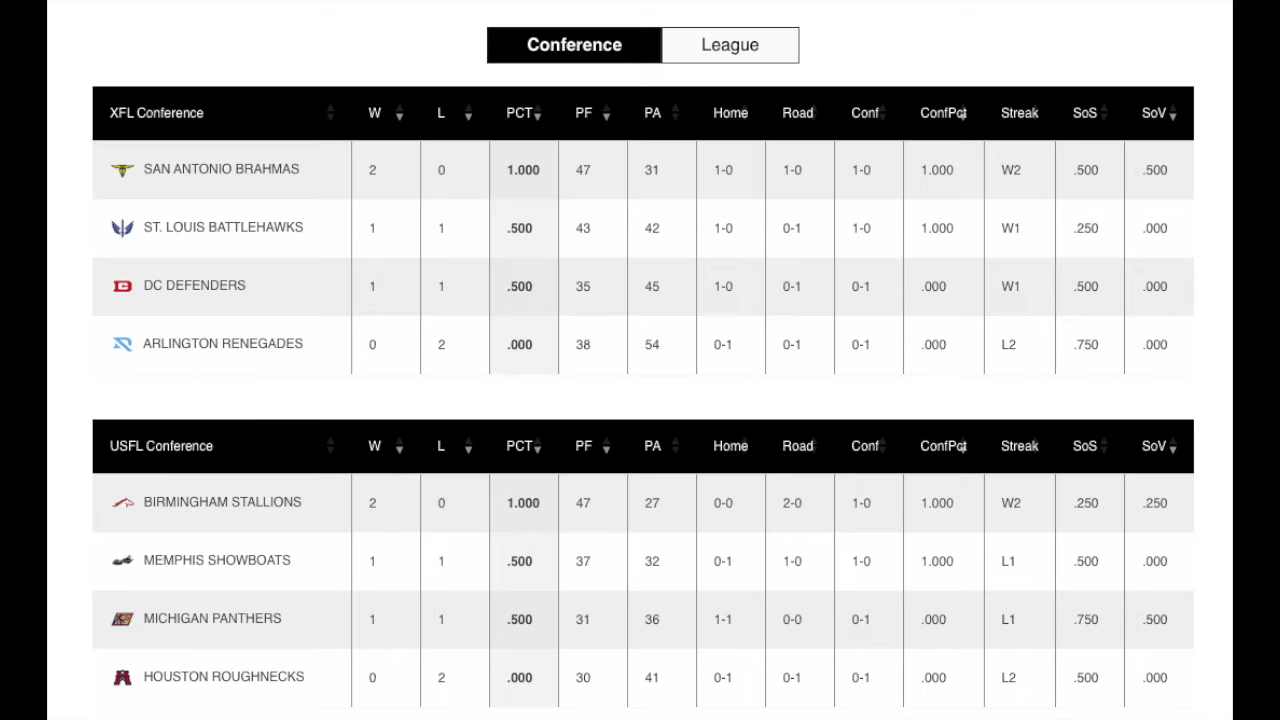 Conference League
XFL Conference W L PCT PF PA Home Road Conf ConfPct Streak SoS SoV
SAN ANTONIO BRAHMAS 2 0 1.000 47 31 1-0 1-0 1-0 1.000 W2 .500 .500
ST. LOUIS BATTLEHAWKS 1 1 .500 43 42 1-0 0-1 1-0 1.000 W1 .250 .000
DC DEFENDERS 1 1 .500 35 45 1-0 0-1 0-1 .000 W1 .500 .000
ARLINGTON RENEGADES 0 2 .000 38 54 0-1 0-1 0-1 .000 L2 .750 .000
USFL Conference W L PCT PF PA Home Road Conf ConfPct Streak SoS SoV
BIRMINGHAM STALLIONS 2 0 1.000 47 27 0-0 2-0 1-0 1.000 W2 .250 .250
MEMPHIS SHOWBOATS 1 1 .500 37 32 0-1 1-0 1-0 1.000 L1 .500 .000
MICHIGAN PANTHERS 1 1 .500 31 36 1-1 0-0 0-1 .000 L1 .750 .500
HOUSTON ROUGHNECKS 0 2 .000 30 41 0-1 0-1 0-1 .000 L2 .500 .000